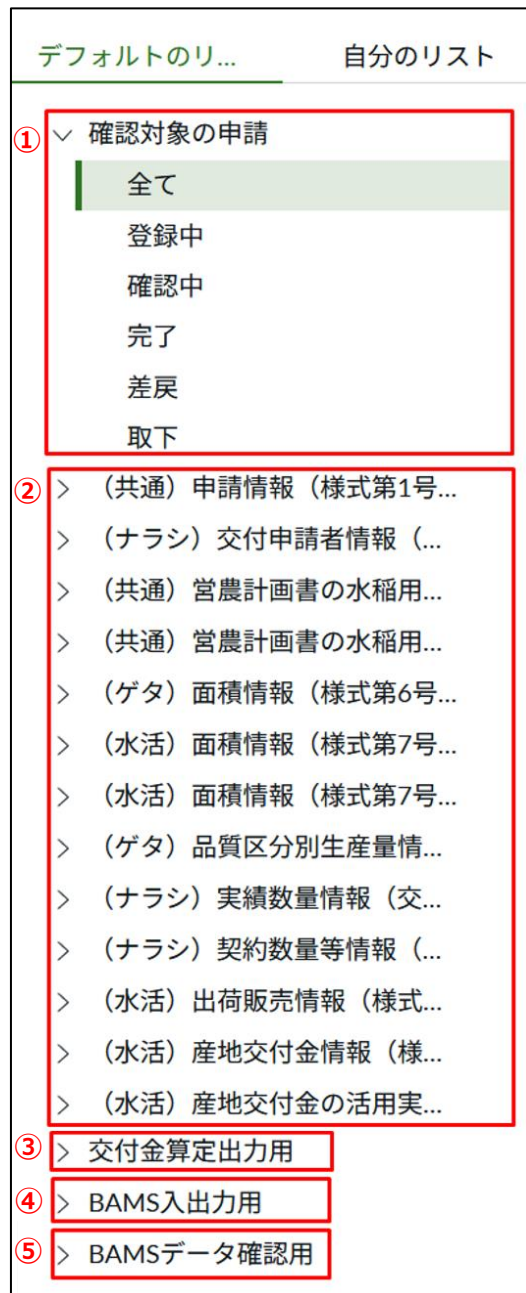 デフォルトのリ... 自分のリスト
① 確認対象の申請
全て
登録中
確認中
完了
差戻
取下
② （共通）申請情報（様式第1号...
（ナラシ）交付申請者情報（...
（共通）営農計画書の水稲用...
（共通）営農計画書の水稲用...
（ゲタ）面積情報（様式第6号...
（水活）面積情報（様式第7号...
（水活）面積情報（様式第7号...
（ゲタ）品質区分別生産量情...
（ナラシ）実績数量情報（交...
（ナラシ）契約数量等情報（...
（水活）出荷販売情報（様式...
（水活）産地交付金情報（様...
（水活）産地交付金の活用実...
③ 交付金算定出力用
④ BAMS入出力用
⑤ BAMSデータ確認用